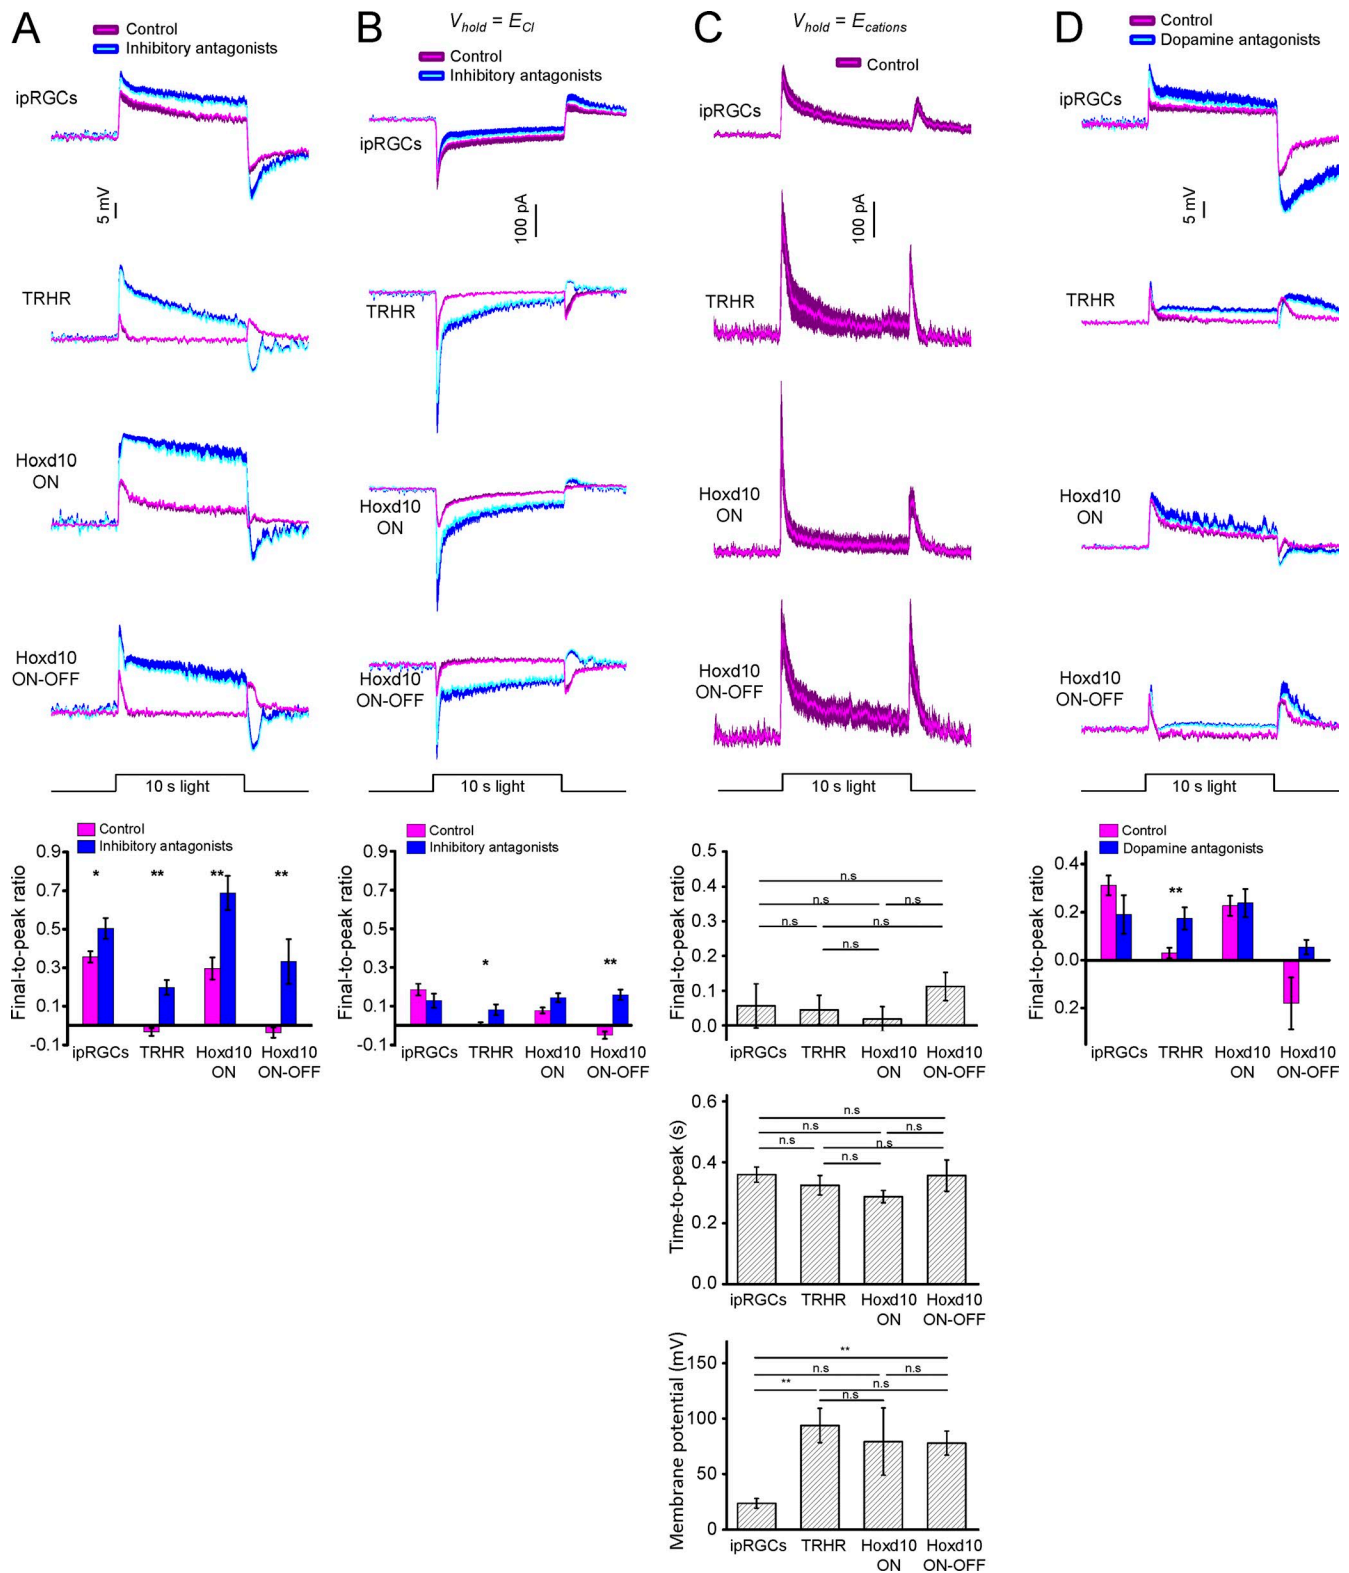 A
Control
Inhibitory antagonists
ipRGCs
5 mV
TRHR
Hoxd10
ON
Hoxd10
ON-OFF
10 s light
Control
Inhibitory antagonists
Final-to-peak ratio
0.9
0.7
0.5
0.3
0.1
-0.1
*
**
**
**
ipRGCs
TRHR
Hoxd10
ON
Hoxd10
ON-OFF
B
Vhold = ECl
Control
Inhibitory antagonists
ipRGCs
100 pA
TRHR
Hoxd10
ON
Hoxd10
ON-OFF
10 s light
Control
Inhibitory antagonists
Final-to-peak ratio
0.9
0.7
0.5
0.3
0.1
-0.1
*
**
ipRGCs
TRHR
Hoxd10
ON
Hoxd10
ON-OFF
C
Vhold = Ecations
Control
ipRGCs
100 pA
TRHR
Hoxd10
ON
Hoxd10
ON-OFF
10 s light
Final-to-peak ratio
0.5
0.4
0.3
0.2
0.1
0.0
n.s
n.s
n.s
n.s
n.s
n.s
ipRGCs
TRHR
Hoxd10
ON
Hoxd10
ON-OFF
Time-to-peak (s)
0.6
0.4
0.2
0.0
n.s
n.s
n.s
n.s
n.s
n.s
ipRGCs
TRHR
Hoxd10
ON
Hoxd10
ON-OFF
Membrane potential (mV)
150
100
50
0
**
n.s
n.s
**
n.s
n.s
ipRGCs
TRHR
Hoxd10
ON
Hoxd10
ON-OFF
D
Control
Dopamine antagonists
ipRGCs
5 mV
TRHR
Hoxd10
ON
Hoxd10
ON-OFF
10 s light
Control
Dopamine antagonists
Final-to-peak ratio
0.4
0.2
0.0
0.2
**
ipRGCs
TRHR
Hoxd10
ON
Hoxd10
ON-OFF